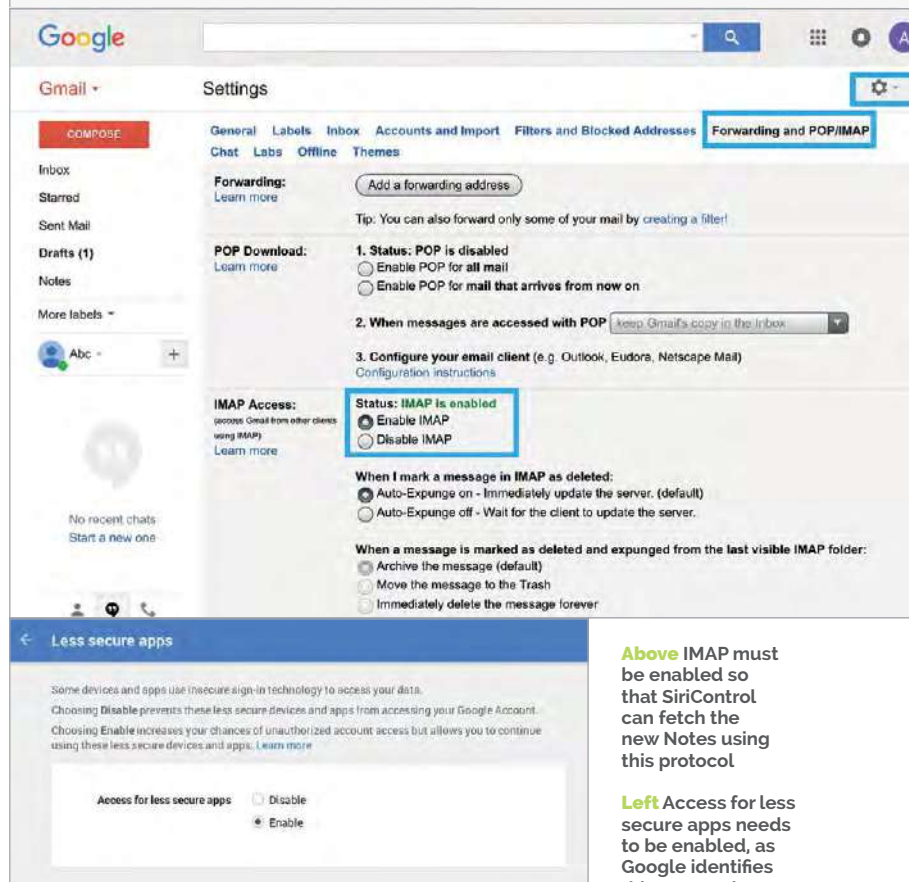 Google
A
Gmail
Settings
COMPOSE
General Labels Inbox Accounts and Import Filters and Blocked Addresses Forwarding and POP/IMAP
Chat Labs Offline Themes
Inbox
Starred
Sent Mail
Drafts (1)
Notes
More labels
Abc
+
No recent chats
Start a new one
Forwarding:
Learn more
Add a forwarding address
Tip: You can also forward only some of your mail by creating a filter!
POP Download:
Learn more
1. Status: POP is disabled
Enable POP for all mail
Enable POP for mail that arrives from now on
2. When messages are accessed with POP keep Gmail's copy in the Inbox
3. Configure your email client (e.g. Outlook, Eudora, Netscape Mail)
Configuration instructions
IMAP Access:
(access Gmail from other clients
using IMAP)
Learn more
Status: IMAP is enabled
Enable IMAP
Disable IMAP
When I mark a message in IMAP as deleted:
Auto-Expunge on - Immediately update the server. (default)
Auto-Expunge off - Wait for the client to update the server.
When a message is marked as deleted and expunged from the last visible IMAP folder:
Archive the message (default)
Move the message to the Trash
Immediately delete the message forever
Less secure apps
Some devices and apps use insecure sign-in technology to access your data.
Choosing Disable prevents these less secure devices and apps from accessing your Google Account.
Choosing Enable increases your chances of unauthorized account access but allows you to continue
using these less secure devices and apps. Learn more
Access for less secure apps
Disable
Enable
Above IMAP must
be enabled so
that SiriControl
can fetch the
new Notes using
this protocol
Left Access for less
secure apps needs
to be enabled, as
Google identifies